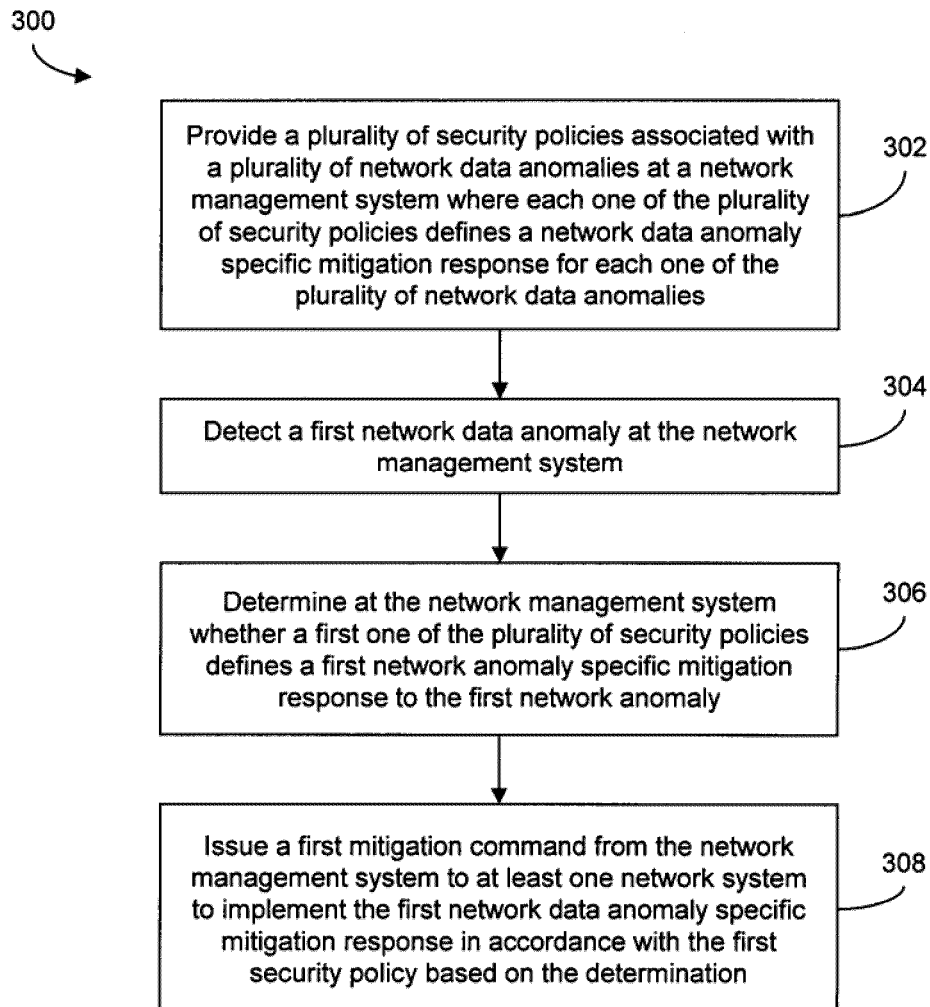 300
Provide a plurality of security policies associated with
a plurality of network data anomalies at a network
management system where each one of the plurality
of security policies defines a network data anomaly
specific mitigation response for each one of the
plurality of network data anomalies
302
Detect a first network data anomaly at the network
management system
304
Determine at the network management system
whether a first one of the plurality of security policies
defines a first network anomaly specific mitigation
response to the first network anomaly
306
Issue a first mitigation command from the network
management system to at least one network system
to implement the first network data anomaly specific
mitigation response in accordance with the first
security policy based on the determination
308